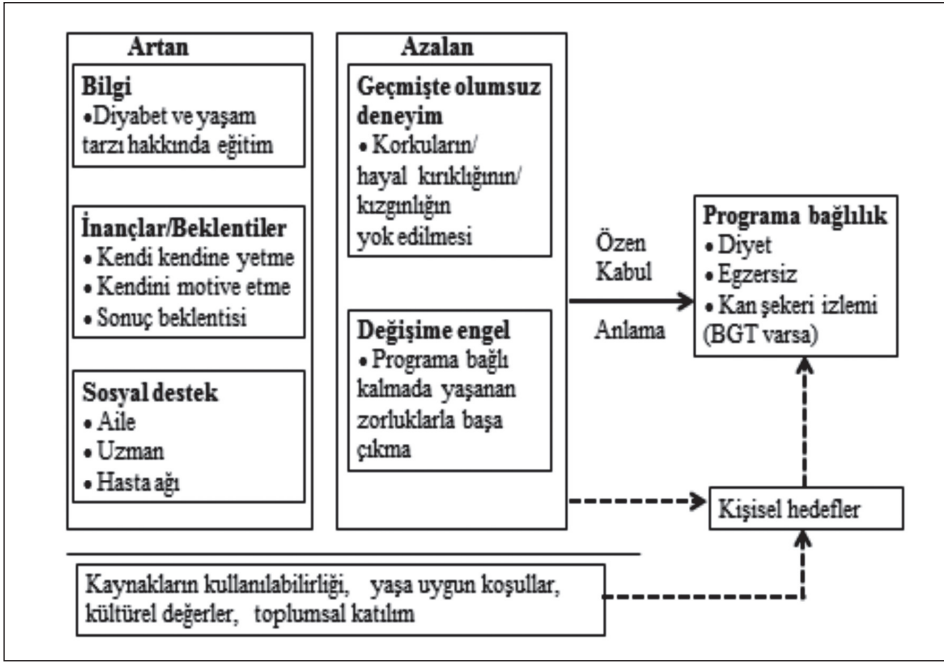 Artan
Bilgi
•Diyabet ve yaşam
tarzı hakkında eğitim
İnançlar/Beklentiler
• Kendi kendine yetme
• Kendini motive etme
• Sonuç beklentisi
Sosyal destek
• Aile
• Uzman
• Hasta ağı
Azalan
Geçmişte olumsuz
deneyim
• Korkuların/
hayal kırıklığının/
kızgınlığın
yok edilmesi
Değişime engel
• Programa bağlı
kalmada yaşanan
zorluklarla başa
çıkma
Özen
Kabul
Anlama
Programa bağlılık
• Diyet
• Egzersiz
• Kan şekeri izlemi
(BGT varsa)
Kişisel hedefler
Kaynakların kullanılabilirliği, yaşa uygun koşullar,
kültürel değerler, toplumsal katılım